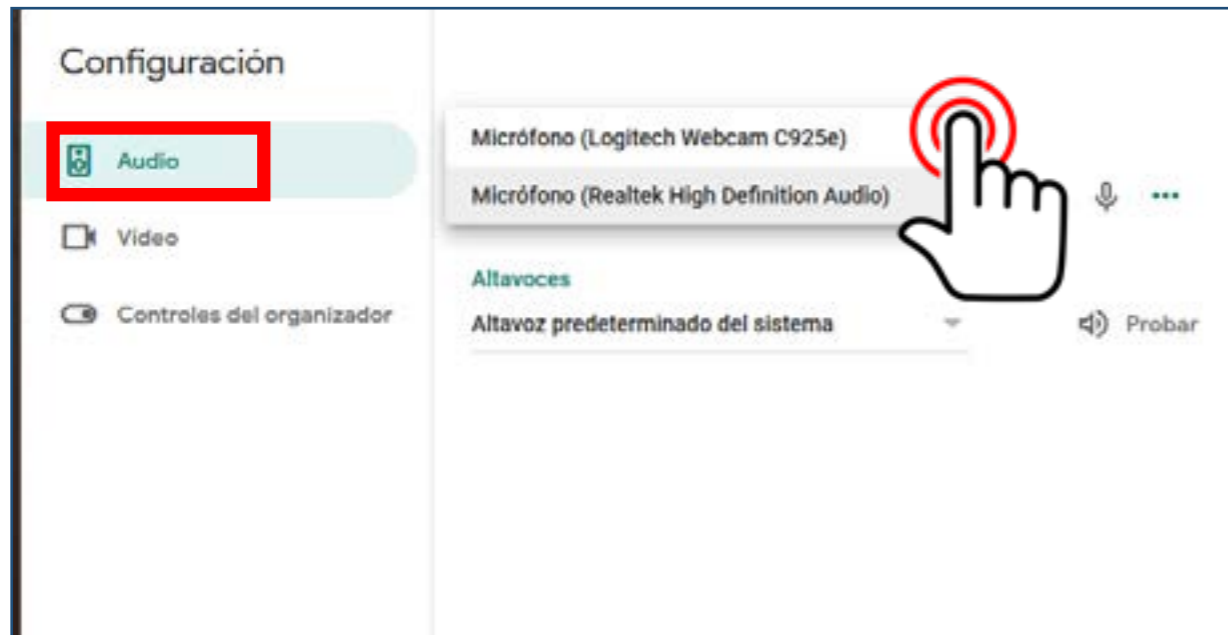 Configuración
Audio
Video
Controles del organizador
Micrófono (Logitech Webcam C925e)
Micrófono (Realtek High Definition Audio)
Altavoces
Altavoz predeterminado del sistema
Probar